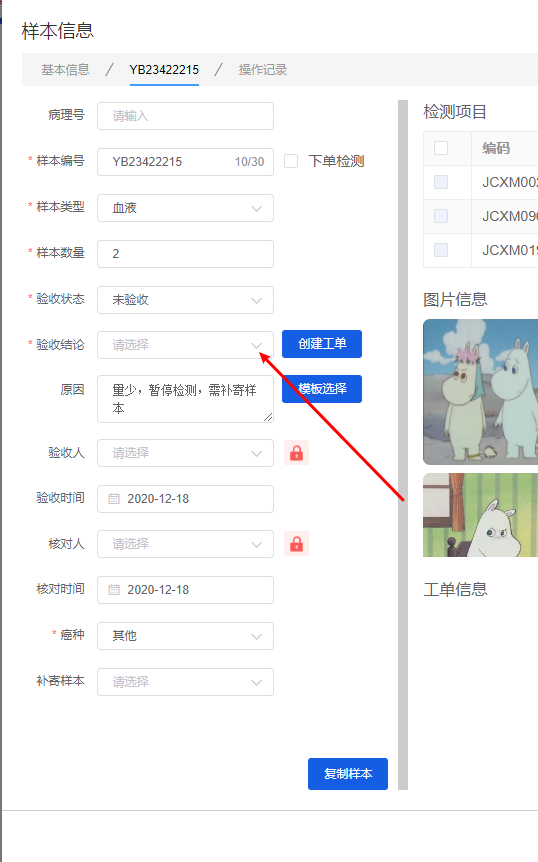 样本信息
基本信息 / YB23422215 / 操作记录
病理号 请输入
* 样本编号 YB23422215 10/30 下单检测
* 样本类型 血液
* 样本数量 2
* 验收状态 未验收
* 验收结论 请选择 创建工单
原因 量少，暂停检测，需补寄样
本
模板选择
验收人 请选择
验收时间 2020-12-18
核对人 请选择
核对时间 2020-12-18
* 癌种 其他
补寄样本 请选择
复制样本
检测项目
编码
JCXM002
JCXM090
JCXM019
图片信息
工单信息